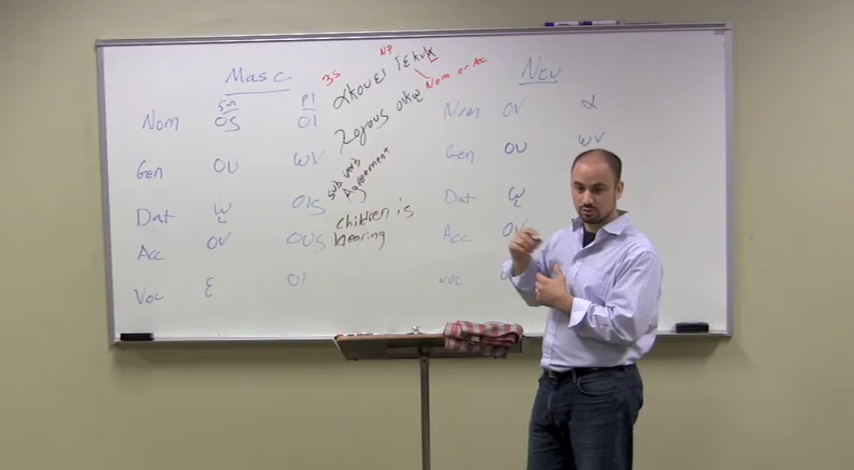 Masc
Sn Pl
Nom ος οι
Gen ου ων
Dat ῳ οις
Acc ον ους
Voc ε οι
3S NP
ακουει τεκνα
Nom or Acc
λογους οικῳ
sub verb
Agreement
children is
hearing
Neu
Nom ον α
Gen ου ων
Dat ῳ
Acc ον
voc